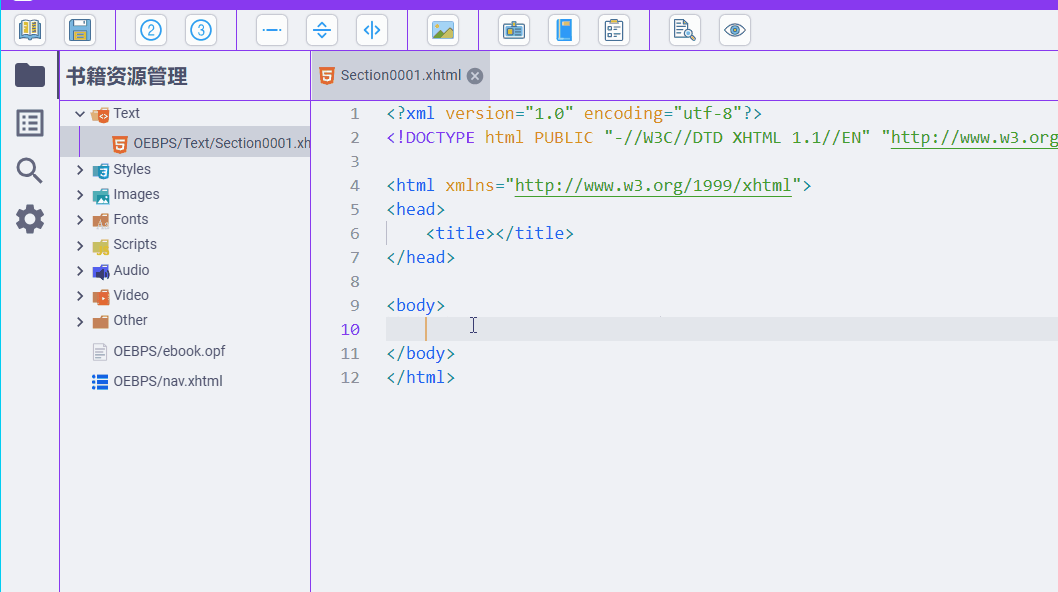 2 3
书籍资源管理
Section0001.xhtml
Text
OEBPS/Text/Section0001.xh
Styles
Images
Fonts
Scripts
Audio
Video
Other
OEBPS/ebook.opf
OEBPS/nav.xhtml
1 <?xml version="1.0" encoding="utf-8"?>
2 <!DOCTYPE html PUBLIC "-//W3C//DTD XHTML 1.1//EN" "http://www.w3.org
3
4 <html xmlns="http://www.w3.org/1999/xhtml">
5 <head>
6 <title></title>
7 </head>
8
9 <body>
10
11 </body>
12 </html>